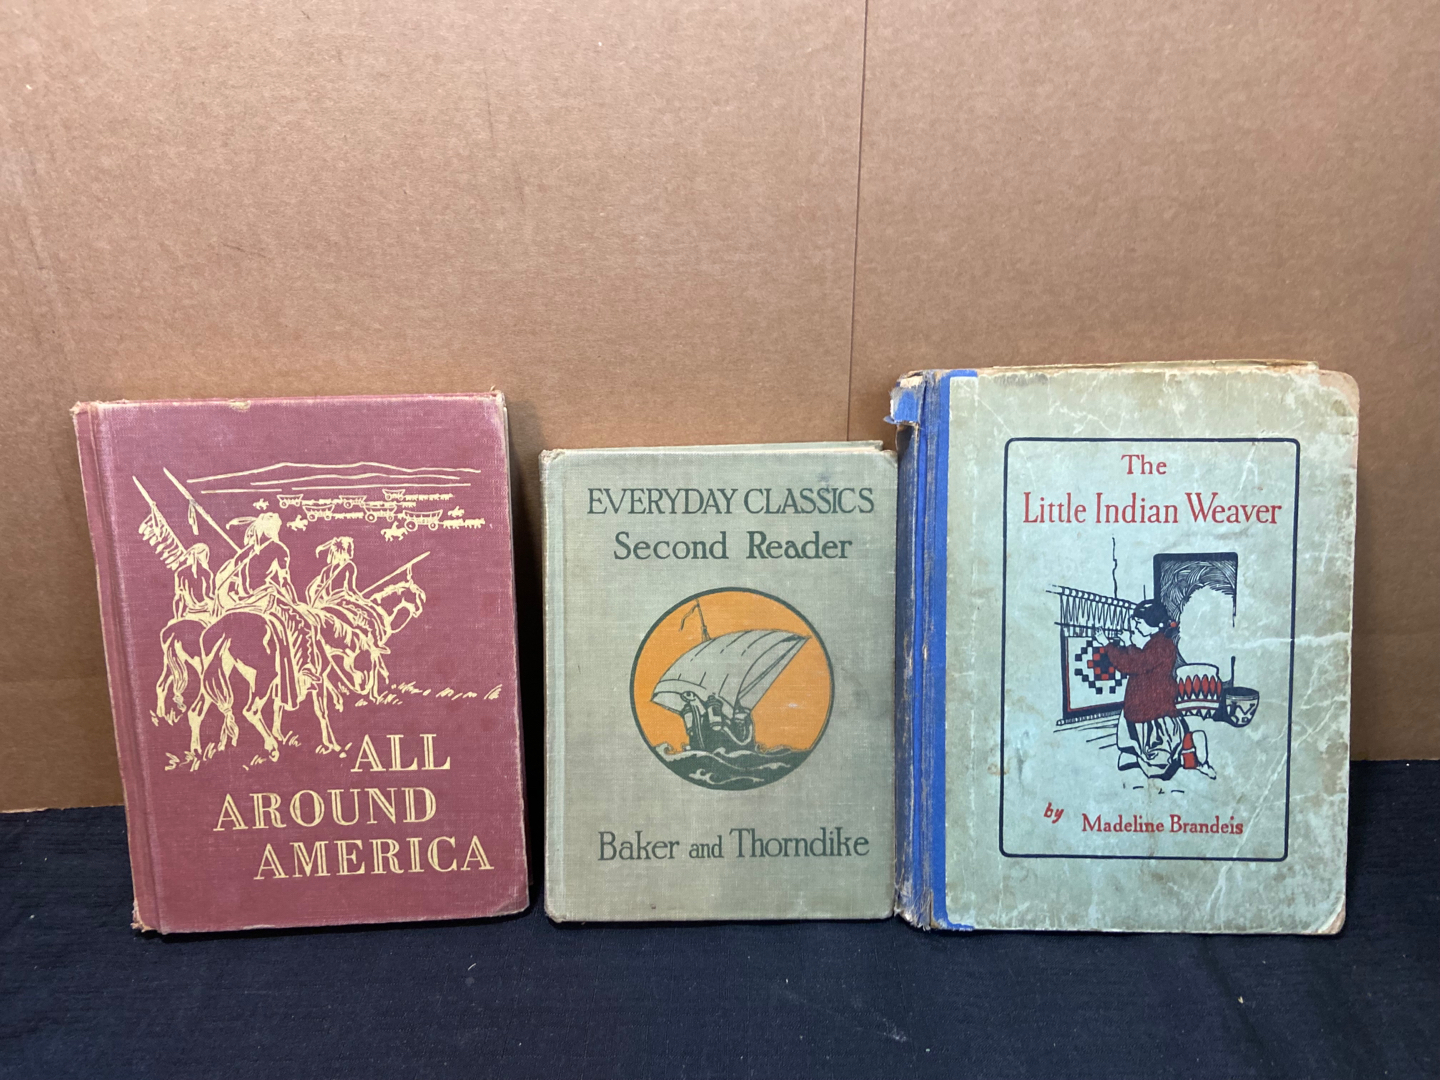 ALL
AROUND
AMERICA
EVERYDAY CLASSICS
Second Reader
Baker and Thorndike
The
Little Indian Weaver
by Madeline Brandeis